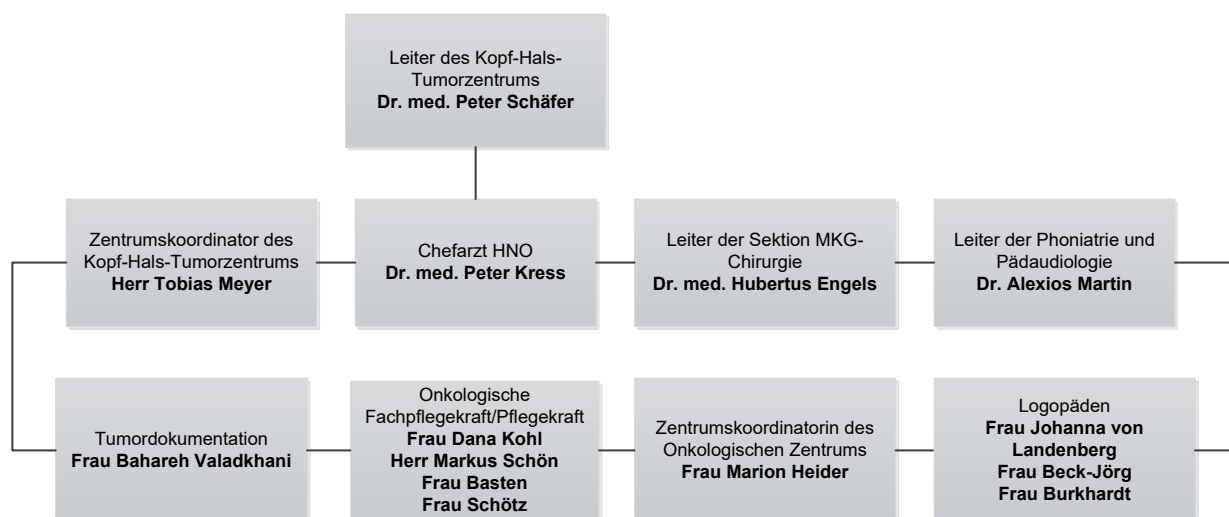 Leiter des Kopf-Hals-
Tumorzentrums
Dr. med. Peter Schäfer
Zentrumskoordinator des
Kopf-Hals-Tumorzentrums
Herr Tobias Meyer
Chefarzt HNO
Dr. med. Peter Kress
Leiter der Sektion MKG-
Chirurgie
Dr. med. Hubertus Engels
Leiter der Phoniatrie und
Pädaudiologie
Dr. Alexios Martin
Tumordokumentation
Frau Bahareh Valadkhani
Onkologische
Fachpflegekraft/Pflegekraft
Frau Dana Kohl
Herr Markus Schön
Frau Basten
Frau Schötz
Zentrumskoordinatorin des
Onkologischen Zentrums
Frau Marion Heider
Logopäden
Frau Johanna von
Landenberg
Frau Beck-Jörg
Frau Burkhardt